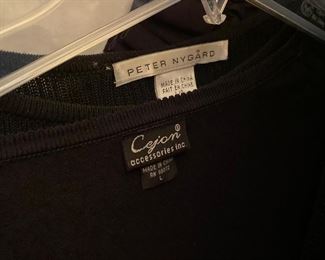 PETER NYGÅRD
MADE IN CHINA
FAIT EN CHINE
Cejon®
accessories inc
MADE IN CHINA
L